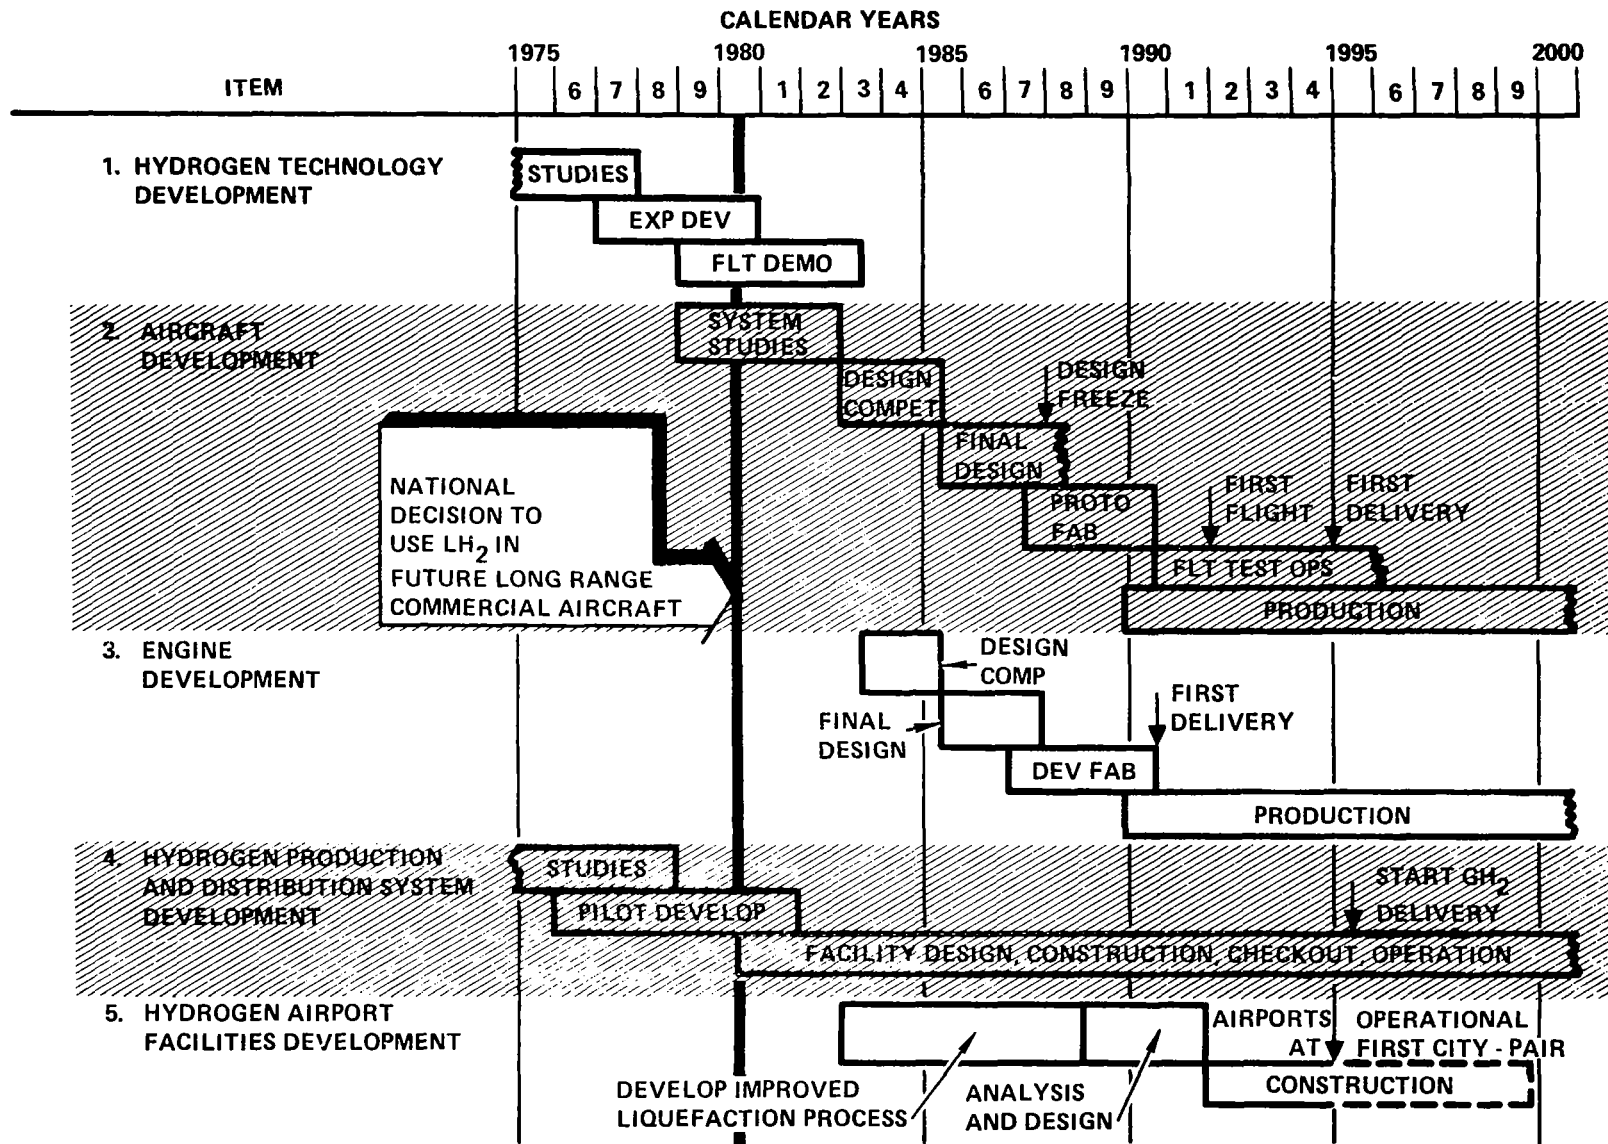 CALENDAR YEARS
1975 1980 1985 1990 1995 2000
ITEM 6 7 8 9 1 2 3 4 6 7 8 9 1 2 3 4 6 7 8 9
1. HYDROGEN TECHNOLOGY
DEVELOPMENT
STUDIES
EXP DEV
FLT DEMO
2. AIRCRAFT
DEVELOPMENT
SYSTEM
STUDIES
DESIGN
COMPET
DESIGN
FREEZE
FINAL
DESIGN
PROTO
FAB
FIRST
FLIGHT
FIRST
DELIVERY
FLT TEST OPS
PRODUCTION
NATIONAL
DECISION TO
USE LH2 IN
FUTURE LONG RANGE
COMMERCIAL AIRCRAFT
3. ENGINE
DEVELOPMENT
DESIGN
COMP
FINAL
DESIGN
FIRST
DELIVERY
DEV FAB
PRODUCTION
4. HYDROGEN PRODUCTION
AND DISTRIBUTION SYSTEM
DEVELOPMENT
STUDIES
PILOT DEVELOP
START GH2
DELIVERY
FACILITY DESIGN, CONSTRUCTION, CHECKOUT, OPERATION
5. HYDROGEN AIRPORT
FACILITIES DEVELOPMENT
AIRPORTS OPERATIONAL
AT FIRST CITY - PAIR
CONSTRUCTION
DEVELOP IMPROVED
LIQUEFACTION PROCESS
ANALYSIS
AND DESIGN